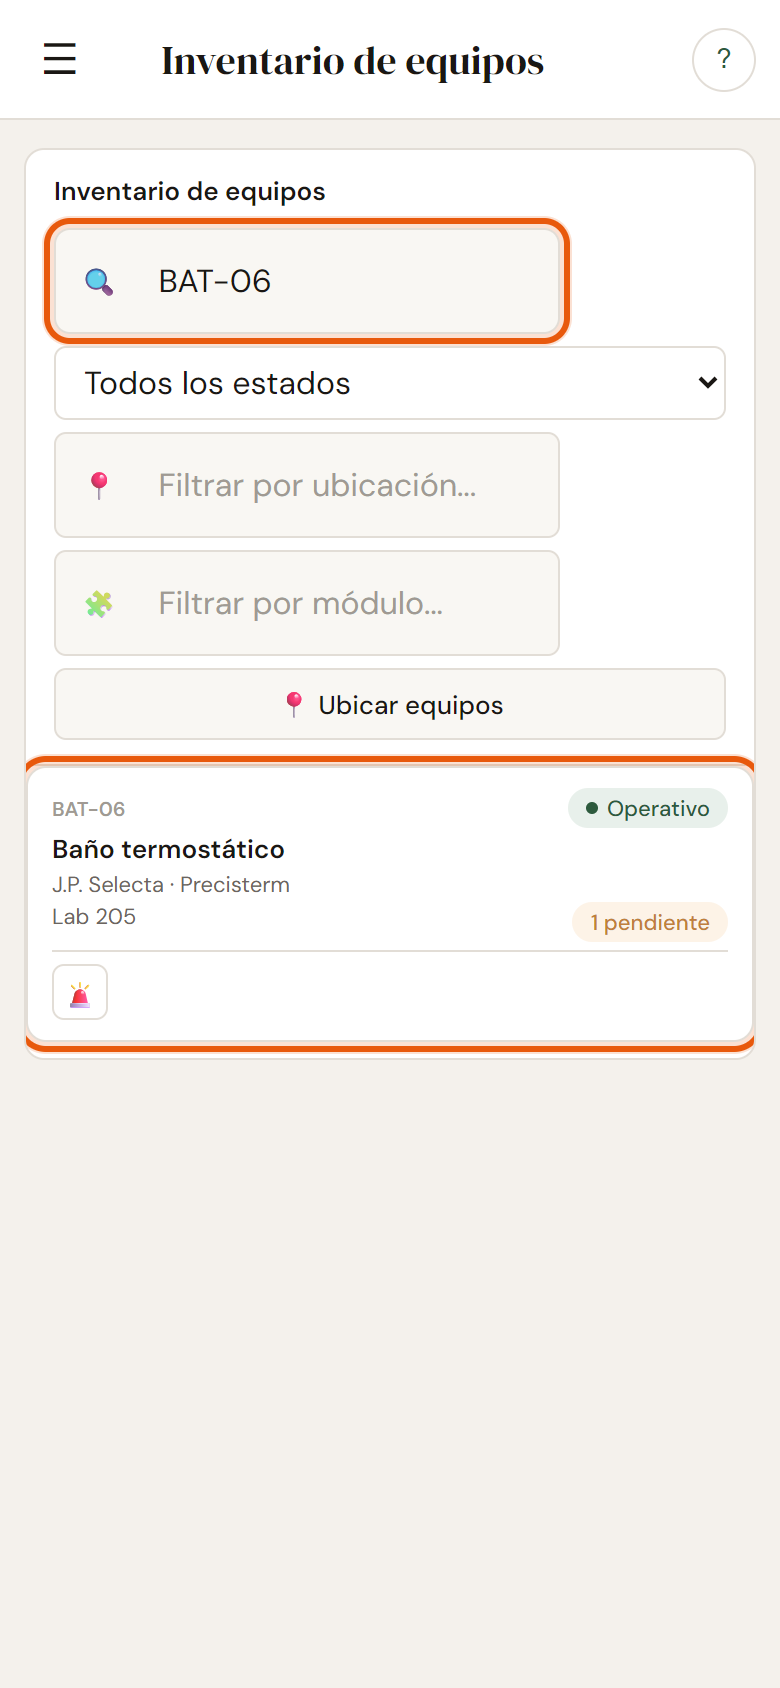 Inventario de equipos
?
Inventario de equipos
BAT-06
Todos los estados
Filtrar por ubicación...
Filtrar por módulo...
Ubicar equipos
BAT-06
Operativo
Baño termostático
J.P. Selecta · Precisterm
Lab 205
1 pendiente